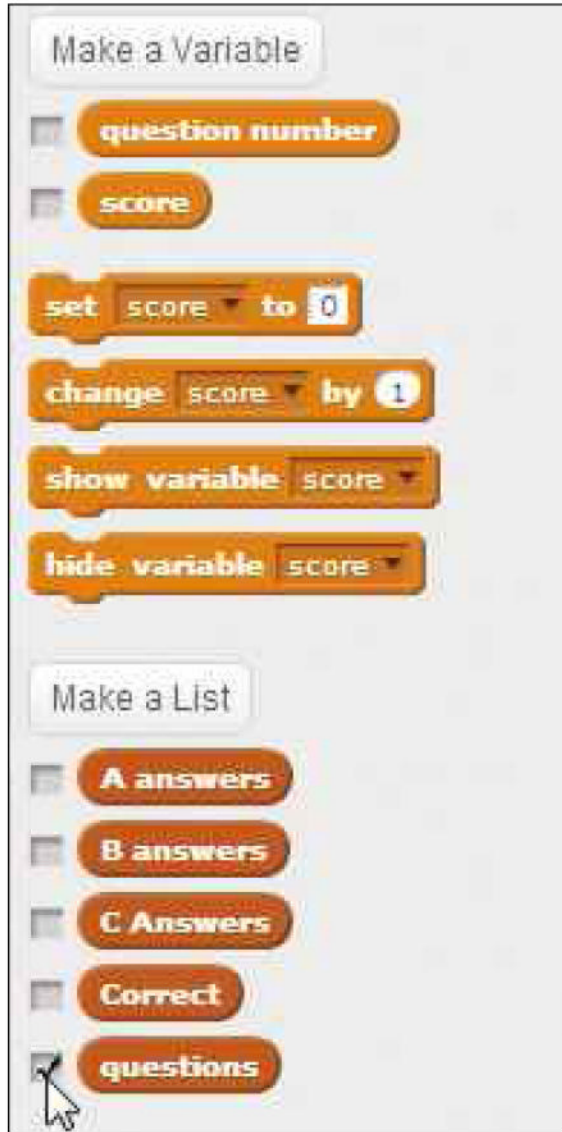 Make a Variable
question number
score
set score to 0
change score by 1
show variable score
hide variable score
Make a List
A answers
B answers
C Answers
Correct
questions